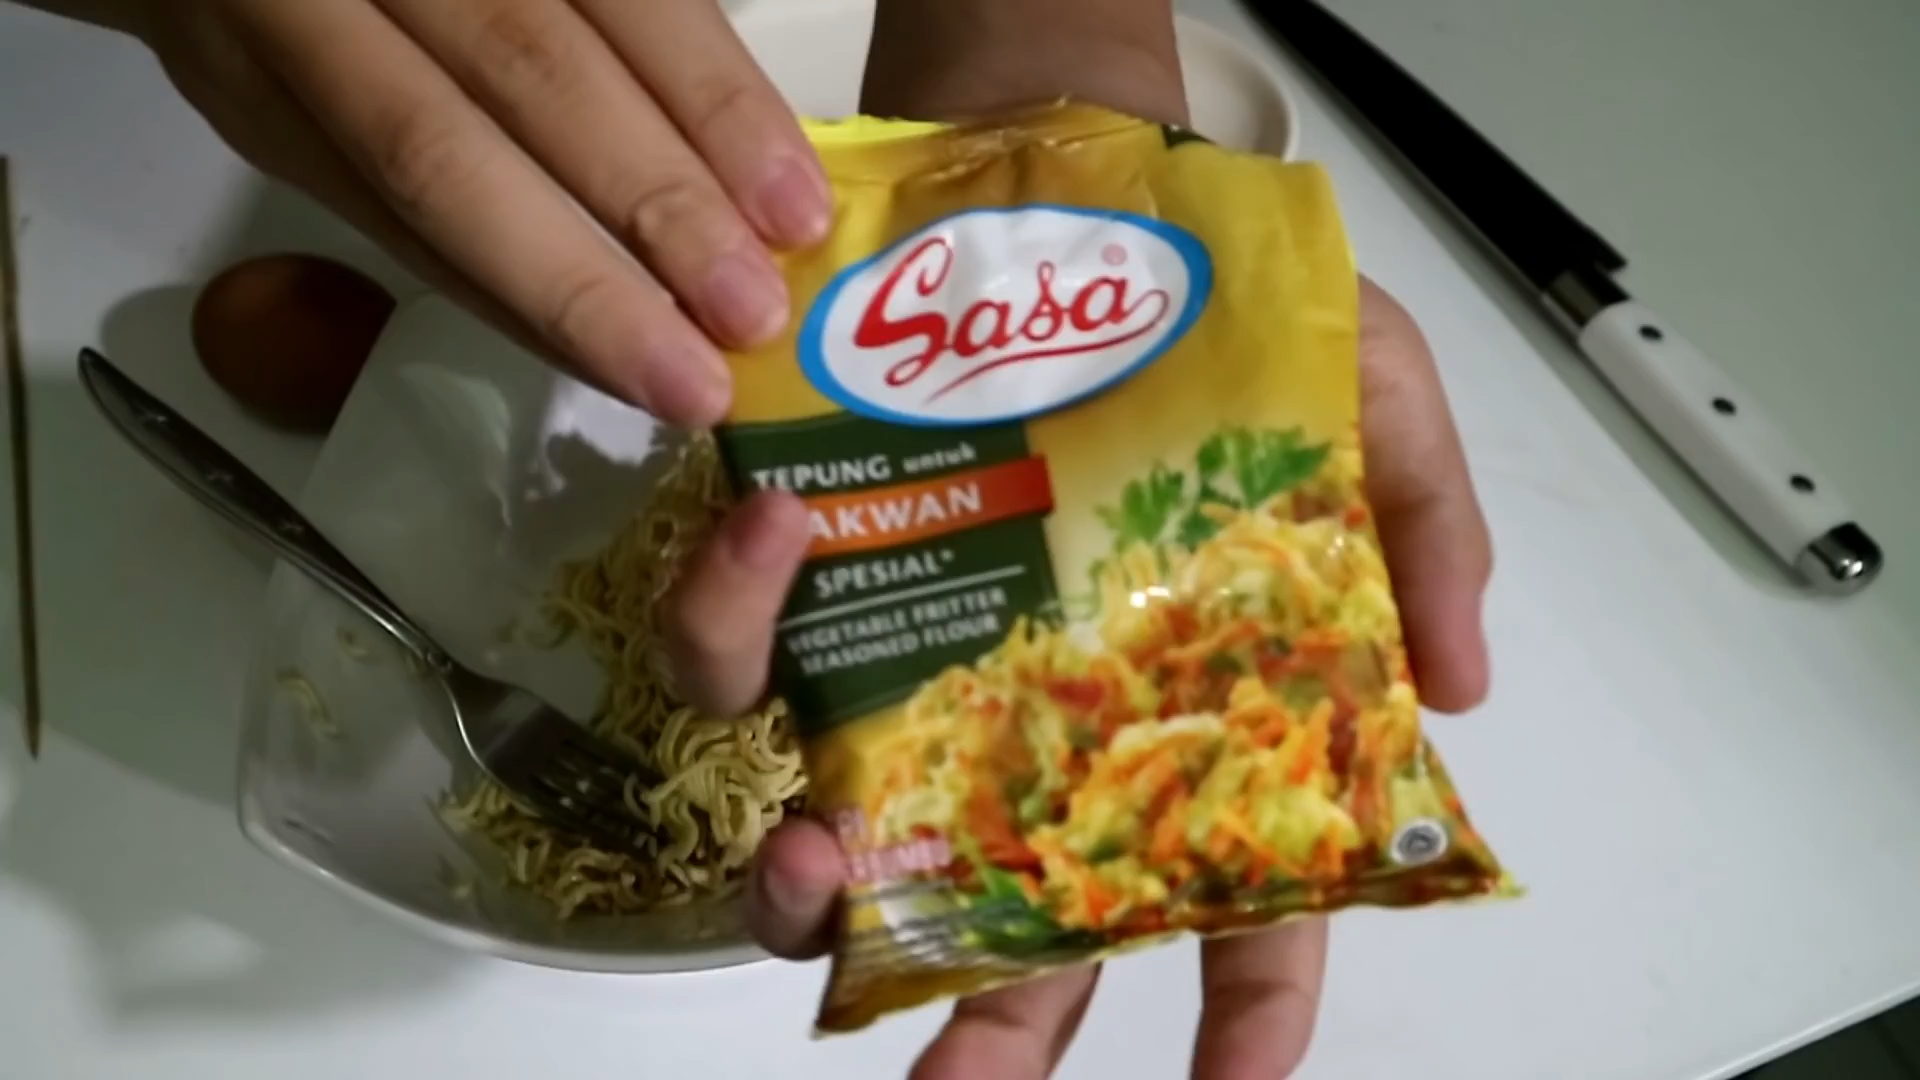 Sasa®
TEPUNG untuk
AKWAN
SPESIAL*
VEGETABLE FRITTER
SEASONED FLOUR